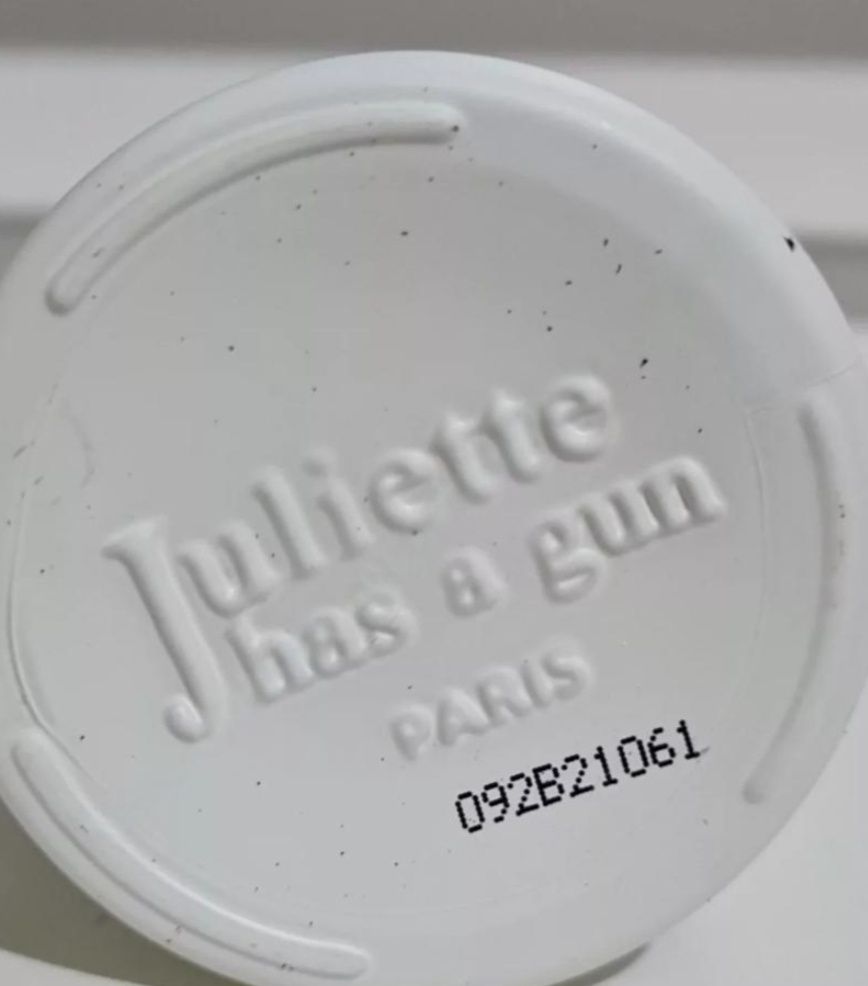 Juliette
has a gun
PARIS
092B21061